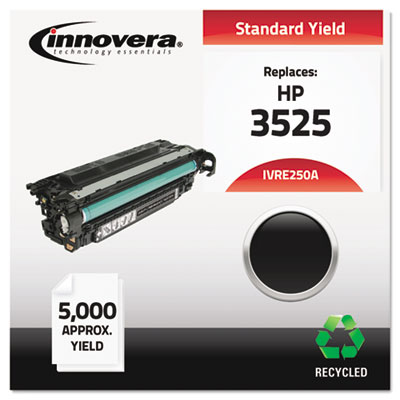 innovera
technology essentials
Standard Yield
Replaces:
HP
3525
IVRE250A
5,000
APPROX.
YIELD
RECYCLED